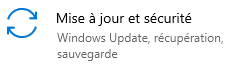 Mise à jour et sécurité
Windows Update, récupération,
sauvegarde